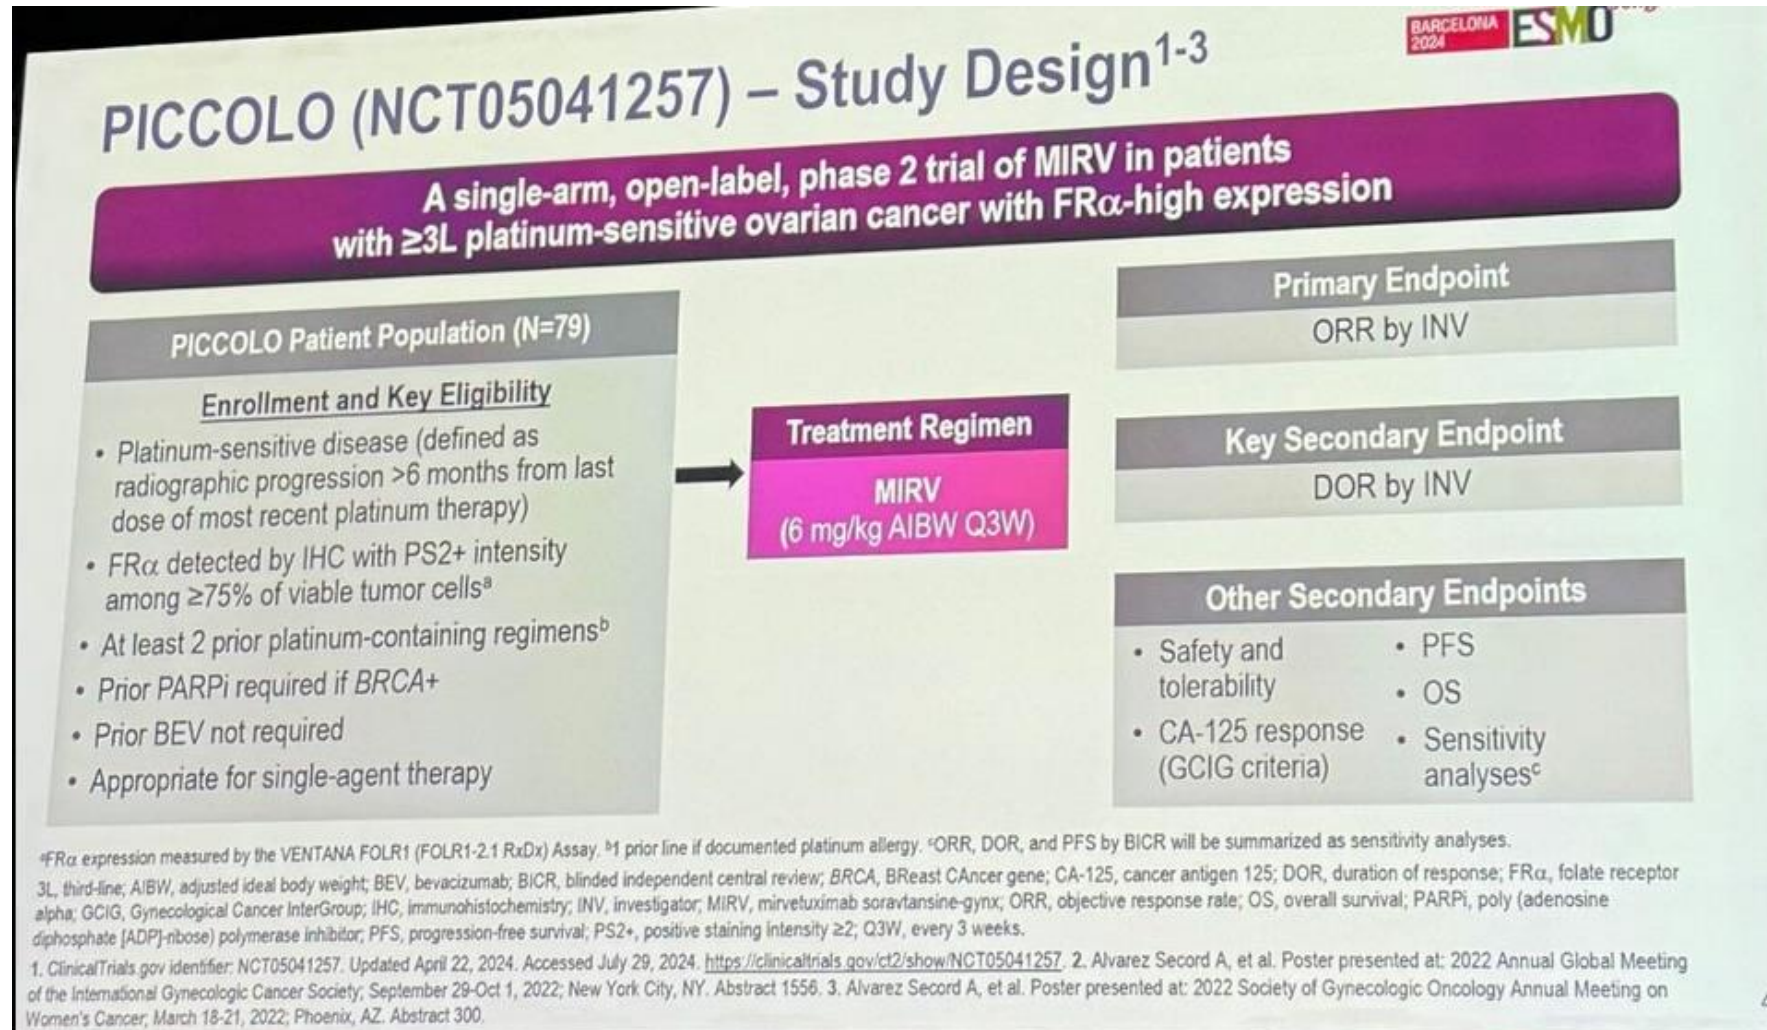 BARCELONA
2024
ESMO
PICCOLO (NCT05041257) – Study Design1-3
A single-arm, open-label, phase 2 trial of MIRV in patients
with ≥3L platinum-sensitive ovarian cancer with FRα-high expression
PICCOLO Patient Population (N=79)
Enrollment and Key Eligibility
• Platinum-sensitive disease (defined as
radiographic progression >6 months from last
dose of most recent platinum therapy)
• FRα detected by IHC with PS2+ intensity
among ≥75% of viable tumor cellsa
• At least 2 prior platinum-containing regimensb
• Prior PARPi required if BRCA+
• Prior BEV not required
• Appropriate for single-agent therapy
Treatment Regimen
MIRV
(6 mg/kg AIBW Q3W)
Primary Endpoint
ORR by INV
Key Secondary Endpoint
DOR by INV
Other Secondary Endpoints
• Safety and
tolerability
• CA-125 response
(GCIG criteria)
• PFS
• OS
• Sensitivity
analysesc
aFRα expression measured by the VENTANA FOLR1 (FOLR1-2.1 RxDx) Assay. b1 prior line if documented platinum allergy. cORR, DOR, and PFS by BICR will be summarized as sensitivity analyses.
3L, third-line; AIBW, adjusted ideal body weight; BEV, bevacizumab; BICR, blinded independent central review; BRCA, BReast CAncer gene; CA-125, cancer antigen 125; DOR, duration of response; FRα, folate receptor
alpha; GCIG, Gynecological Cancer InterGroup; IHC, immunohistochemistry; INV, investigator; MIRV, mirvetuximab soravtansine-gynx; ORR, objective response rate; OS, overall survival; PARPi, poly (adenosine
diphosphate [ADP]-ribose) polymerase inhibitor; PFS, progression-free survival; PS2+, positive staining intensity ≥2; Q3W, every 3 weeks.
1. ClinicalTrials.gov identifier: NCT05041257. Updated April 22, 2024. Accessed July 29, 2024. https://clinicaltrials.gov/ct2/show/NCT05041257. 2. Alvarez Secord A, et al. Poster presented at: 2022 Annual Global Meeting
of the International Gynecologic Cancer Society; September 29-Oct 1, 2022; New York City, NY. Abstract 1556. 3. Alvarez Secord A, et al. Poster presented at: 2022 Society of Gynecologic Oncology Annual Meeting on
Women's Cancer; March 18-21, 2022; Phoenix, AZ. Abstract 300.